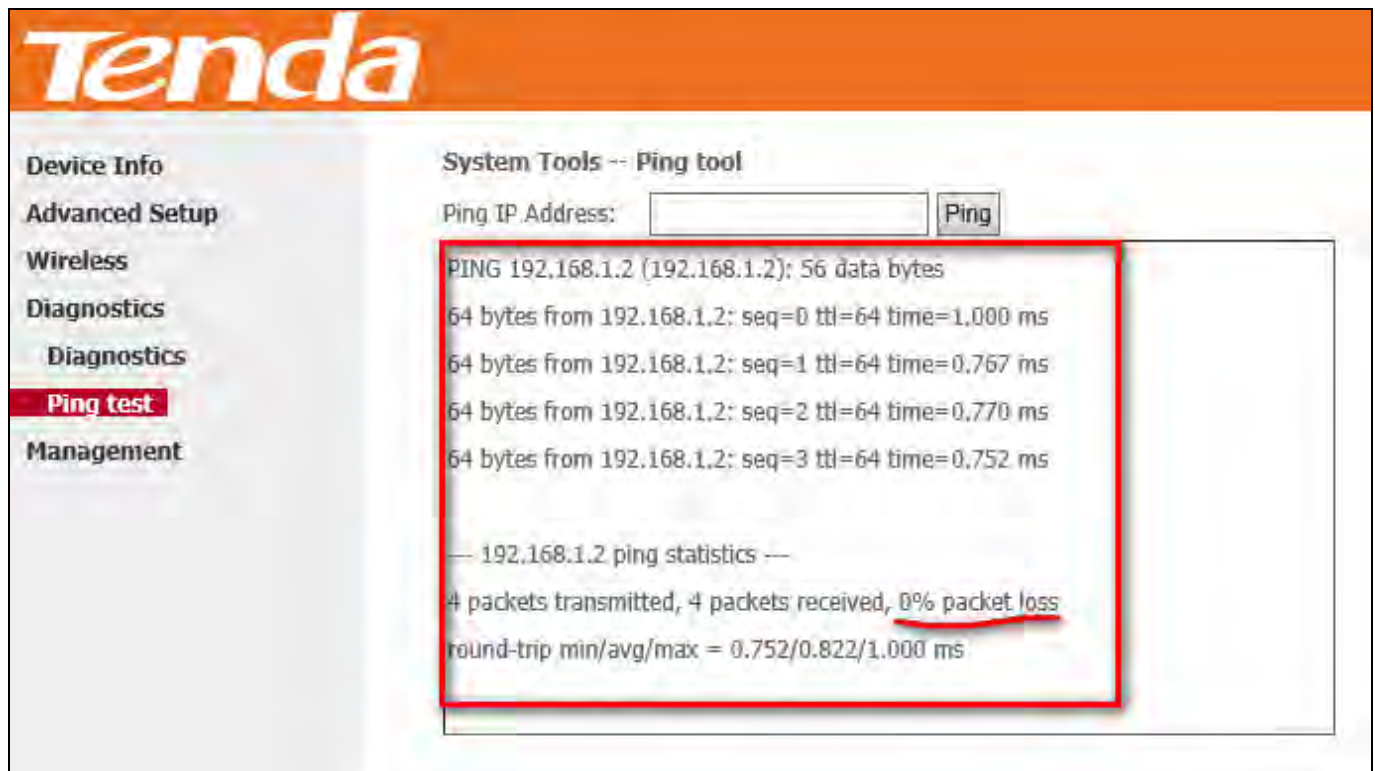 Tenda
Device Info
Advanced Setup
Wireless
Diagnostics
Diagnostics
Ping test
Management
System Tools -- Ping tool
Ping IP Address: Ping
PING 192.168.1.2 (192.168.1.2): 56 data bytes
64 bytes from 192.168.1.2: seq=0 ttl=64 time=1.000 ms
64 bytes from 192.168.1.2: seq=1 ttl=64 time=0.767 ms
64 bytes from 192.168.1.2: seq=2 ttl=64 time=0.770 ms
64 bytes from 192.168.1.2: seq=3 ttl=64 time=0.752 ms
--- 192.168.1.2 ping statistics ---
4 packets transmitted, 4 packets received, 0% packet loss
round-trip min/avg/max = 0.752/0.822/1.000 ms